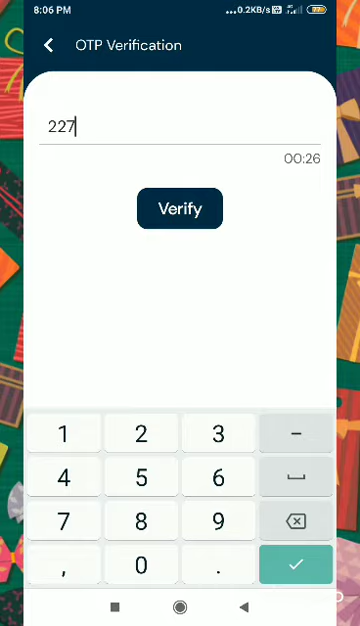 8:06 PM ...0.2KB/s 77
OTP Verification
227
00:26
Verify
1 2 3 –
4 5 6
7 8 9
, 0 .